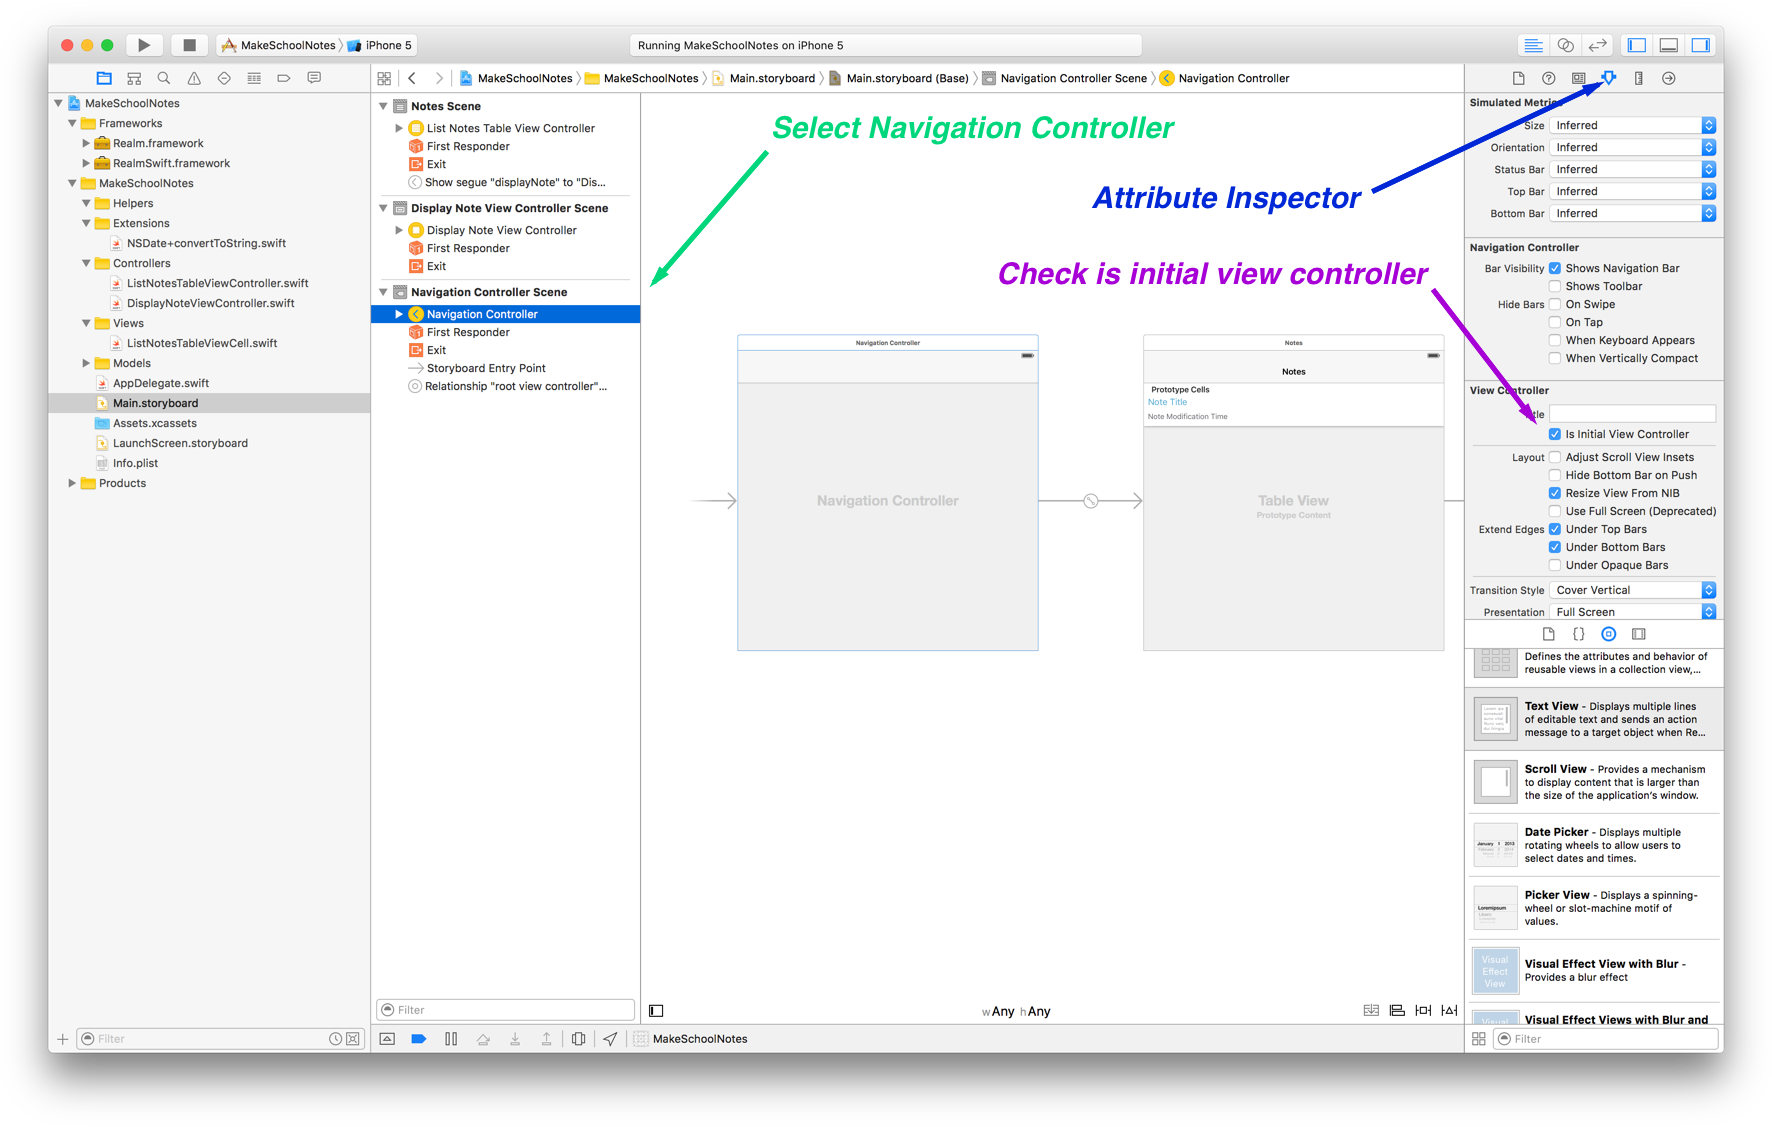 MakeSchoolNotes
iPhone 5
Running MakeSchoolNotes on iPhone 5
MakeSchoolNotes
MakeSchoolNotes
Main.storyboard
Main.storyboard (Base)
Navigation Controller Scene
Navigation Controller
MakeSchoolNotes
Frameworks
Realm.framework
RealmSwift.framework
MakeSchoolNotes
Helpers
Extensions
NSDate+convertToString.swift
Controllers
ListNotesTableViewController.swift
DisplayNoteViewController.swift
Views
ListNotesTableViewCell.swift
Models
AppDelegate.swift
Main.storyboard
Assets.xcassets
LaunchScreen.storyboard
Info.plist
Products
Filter
Notes Scene
List Notes Table View Controller
First Responder
Exit
Show segue "displayNote" to "Dis...
Display Note View Controller Scene
Display Note View Controller
First Responder
Exit
Navigation Controller Scene
Navigation Controller
First Responder
Exit
Storyboard Entry Point
Relationship "root view controller"...
Filter
Select Navigation Controller
Attribute Inspector
Check is initial view controller
Navigation Controller
Navigation Controller
Notes
Notes
Prototype Cells
Note Title
Note Modification Time
Table View
Prototype Content
wAny hAny
MakeSchoolNotes
Simulated Metrics
Size Inferred
Orientation Inferred
Status Bar Inferred
Top Bar Inferred
Bottom Bar Inferred
Navigation Controller
Bar Visibility Shows Navigation Bar
Shows Toolbar
Hide Bars On Swipe
On Tap
When Keyboard Appears
When Vertically Compact
View Controller
Is Initial View Controller
Layout Adjust Scroll View Insets
Hide Bottom Bar on Push
Resize View From NIB
Use Full Screen (Deprecated)
Extend Edges Under Top Bars
Under Bottom Bars
Under Opaque Bars
Transition Style Cover Vertical
Presentation Full Screen
Defines the attributes and behavior of
reusable views in a collection view,...
Text View - Displays multiple lines
of editable text and sends an action
message to a target object when Re...
Scroll View - Provides a mechanism
to display content that is larger than
the size of the application's window.
January 1 2013
Date Picker - Displays multiple
rotating wheels to allow users to
select dates and times.
Loremipsum
Picker View - Displays a spinning-
wheel or slot-machine motif of
values.
Visual
Effect
View
Visual Effect View with Blur -
Provides a blur effect
Visual
Visual Effect Views with Blur and
Filter